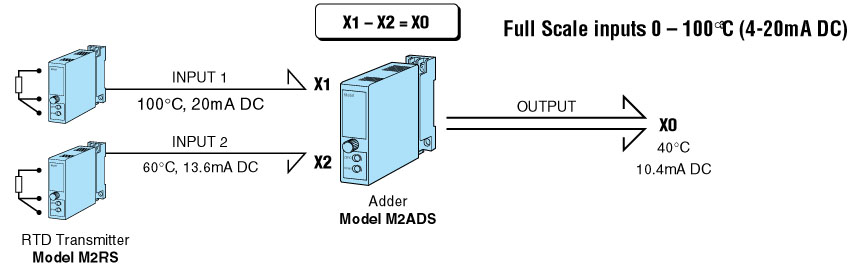 X1 – X2 = X0
Full Scale inputs 0 – 100°C (4-20mA DC)
INPUT 1
X1
100°C, 20mA DC
OUTPUT
X0
INPUT 2
X2
60°C, 13.6mA DC
40°C
10.4mA DC
Adder
Model M2ADS
RTD Transmitter
Model M2RS